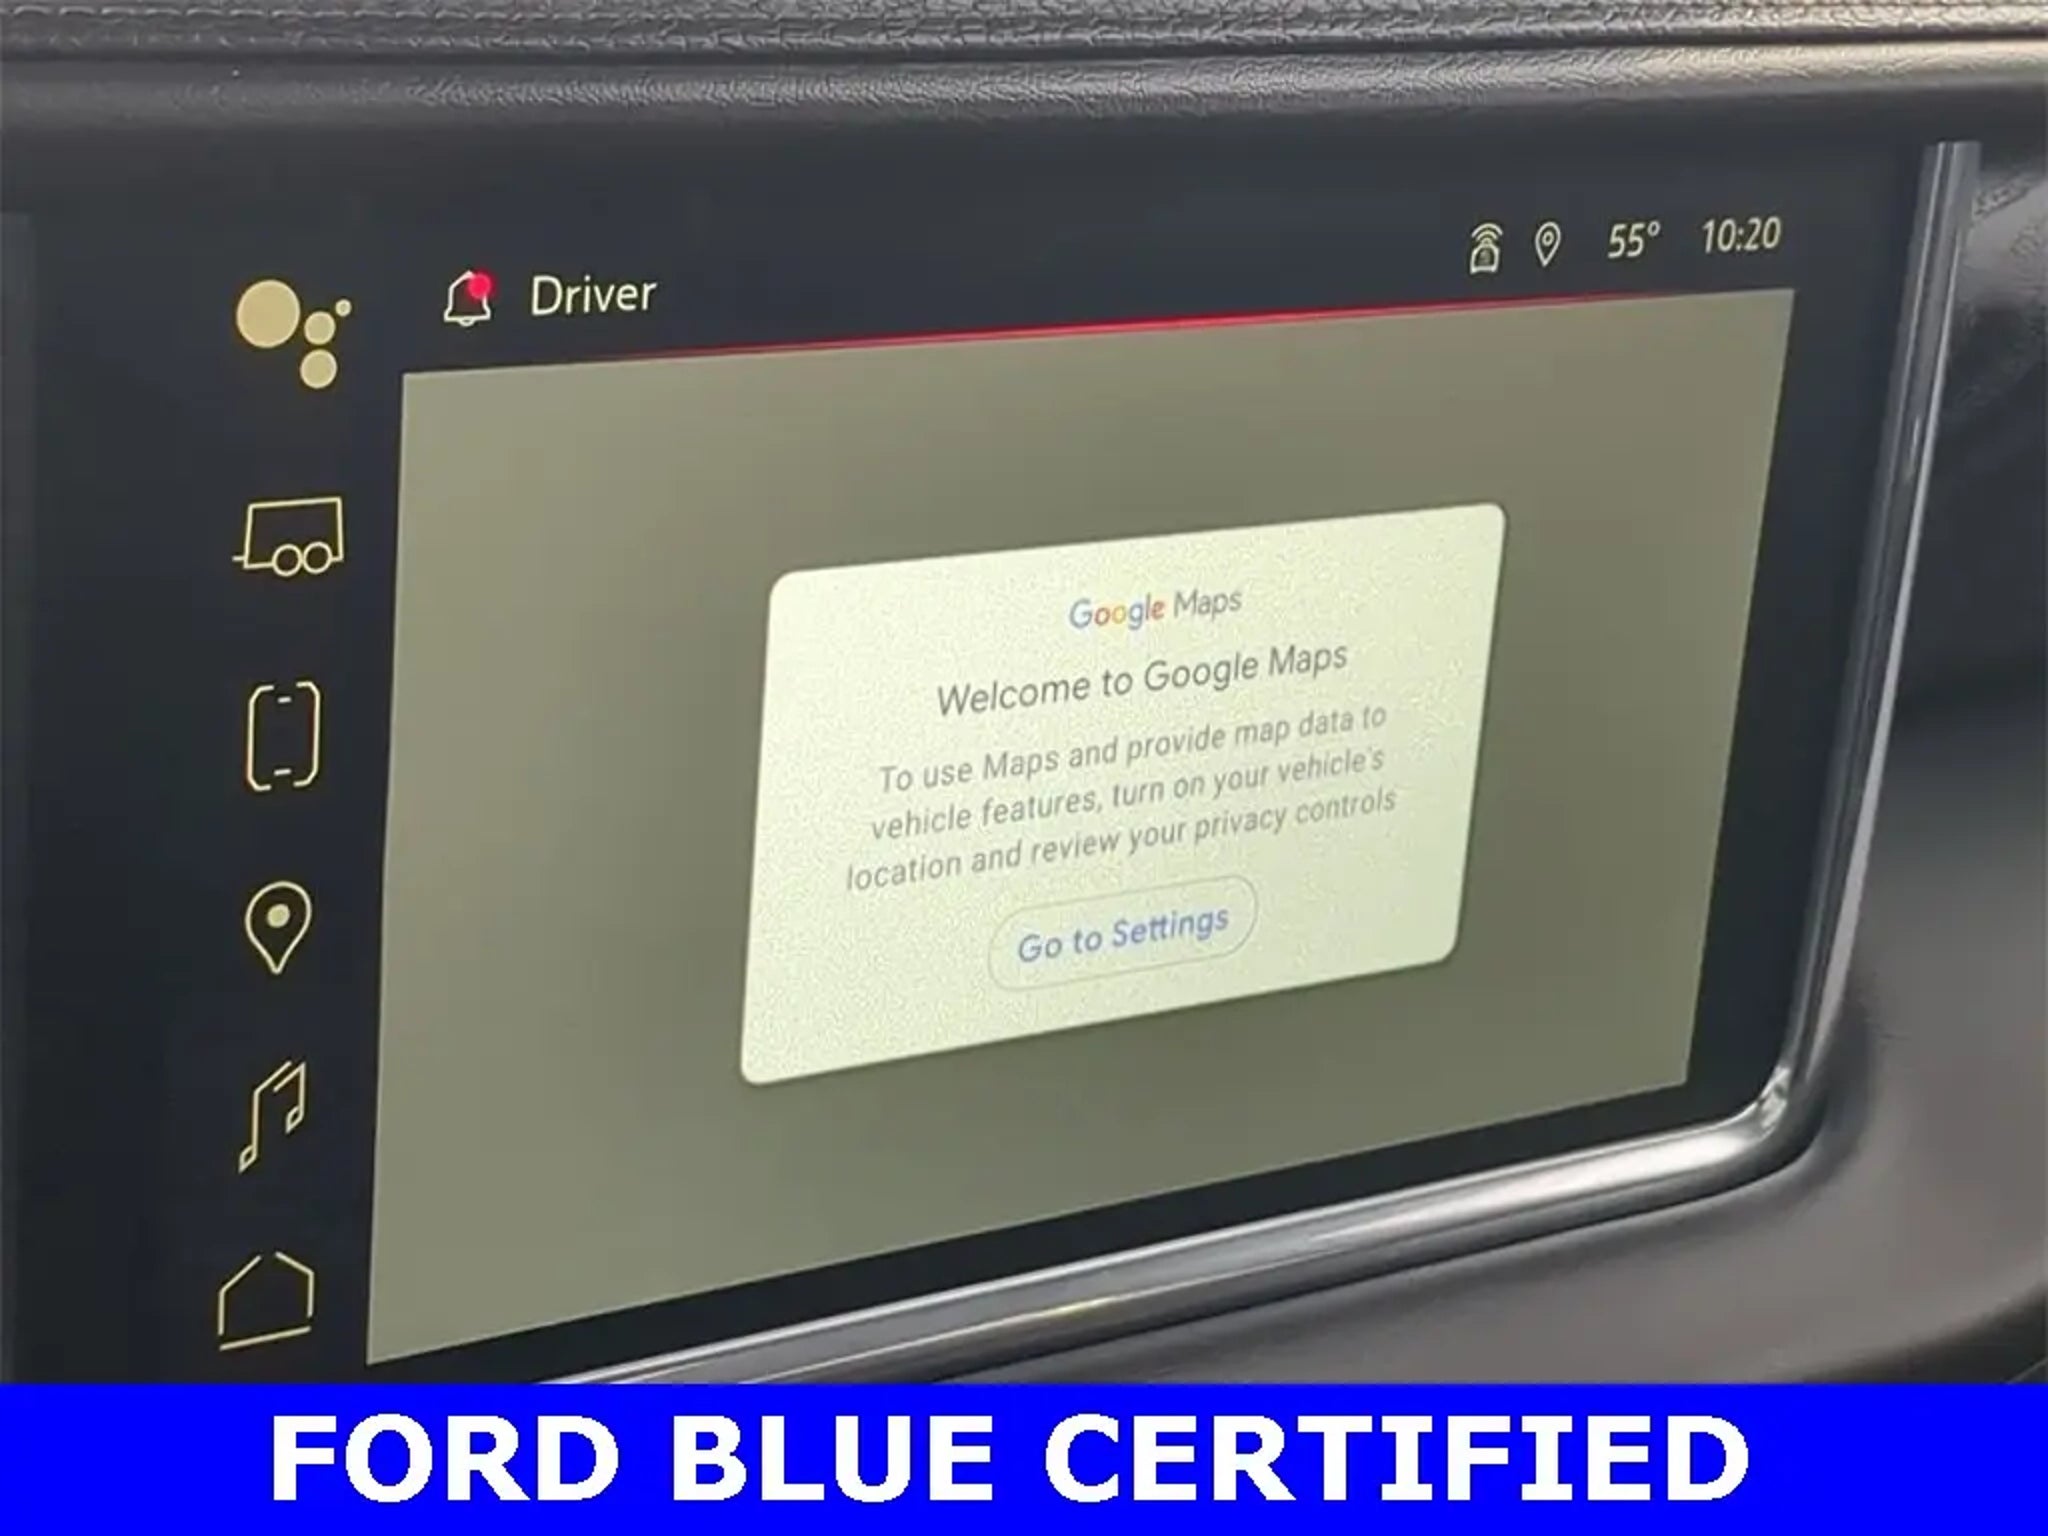 Driver
55° 10:20
Google Maps
Welcome to Google Maps
To use Maps and provide map data to
vehicle features, turn on your vehicle's
location and review your privacy controls
Go to Settings
FORD BLUE CERTIFIED